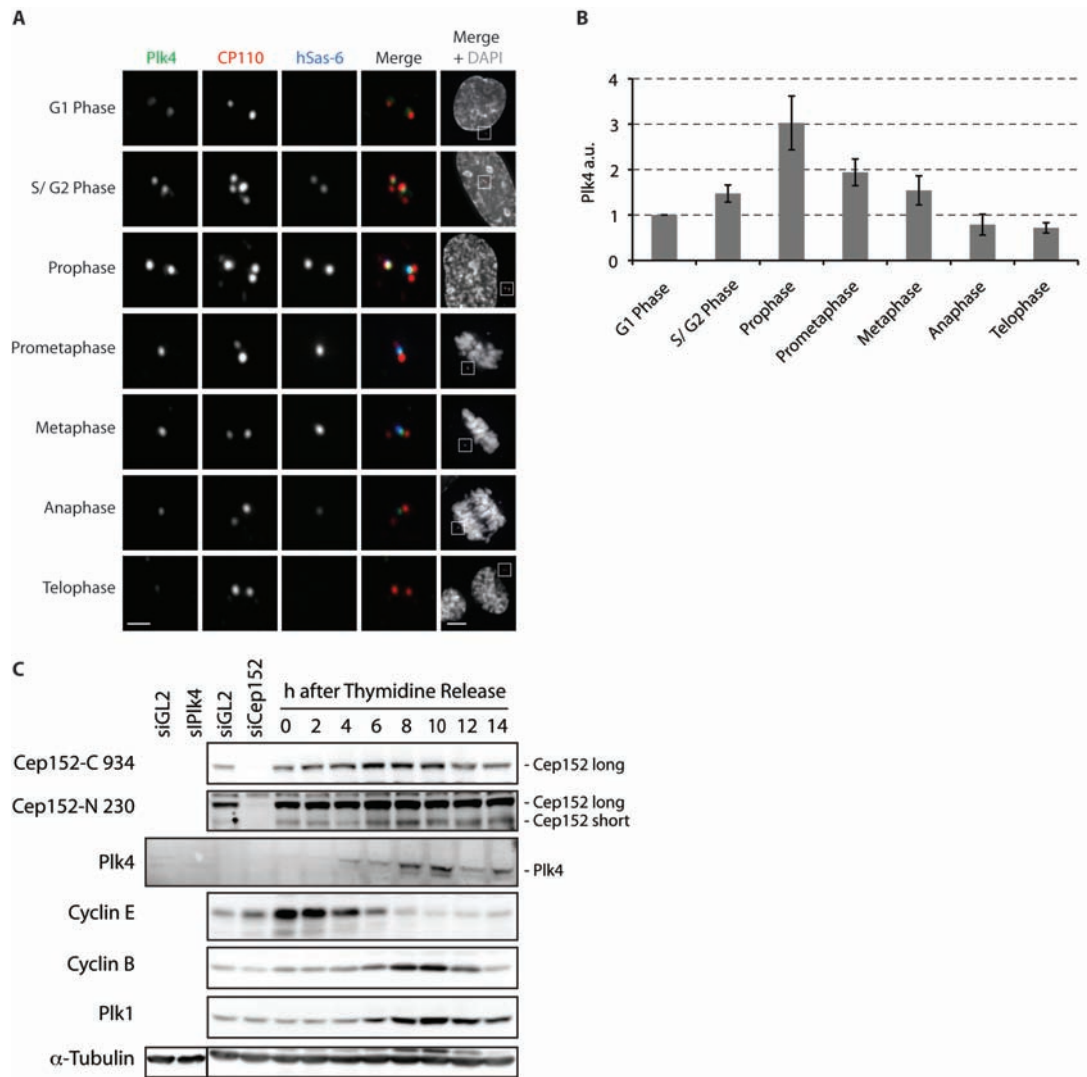 A
Plk4 CP110 hSas-6 Merge Merge
+ DAPI
G1 Phase
S/ G2 Phase
Prophase
Prometaphase
Metaphase
Anaphase
Telophase
B
Plk4 a.u.
4
3
2
1
0
G1 Phase
S/ G2 Phase
Prophase
Prometaphase
Metaphase
Anaphase
Telophase
C
siGL2 siPlk4 siGL2 siCep152
h after Thymidine Release
0 2 4 6 8 10 12 14
Cep152-C 934 - Cep152 long
Cep152-N 230 - Cep152 long
- Cep152 short
Plk4 - Plk4
Cyclin E
Cyclin B
Plk1
α-Tubulin